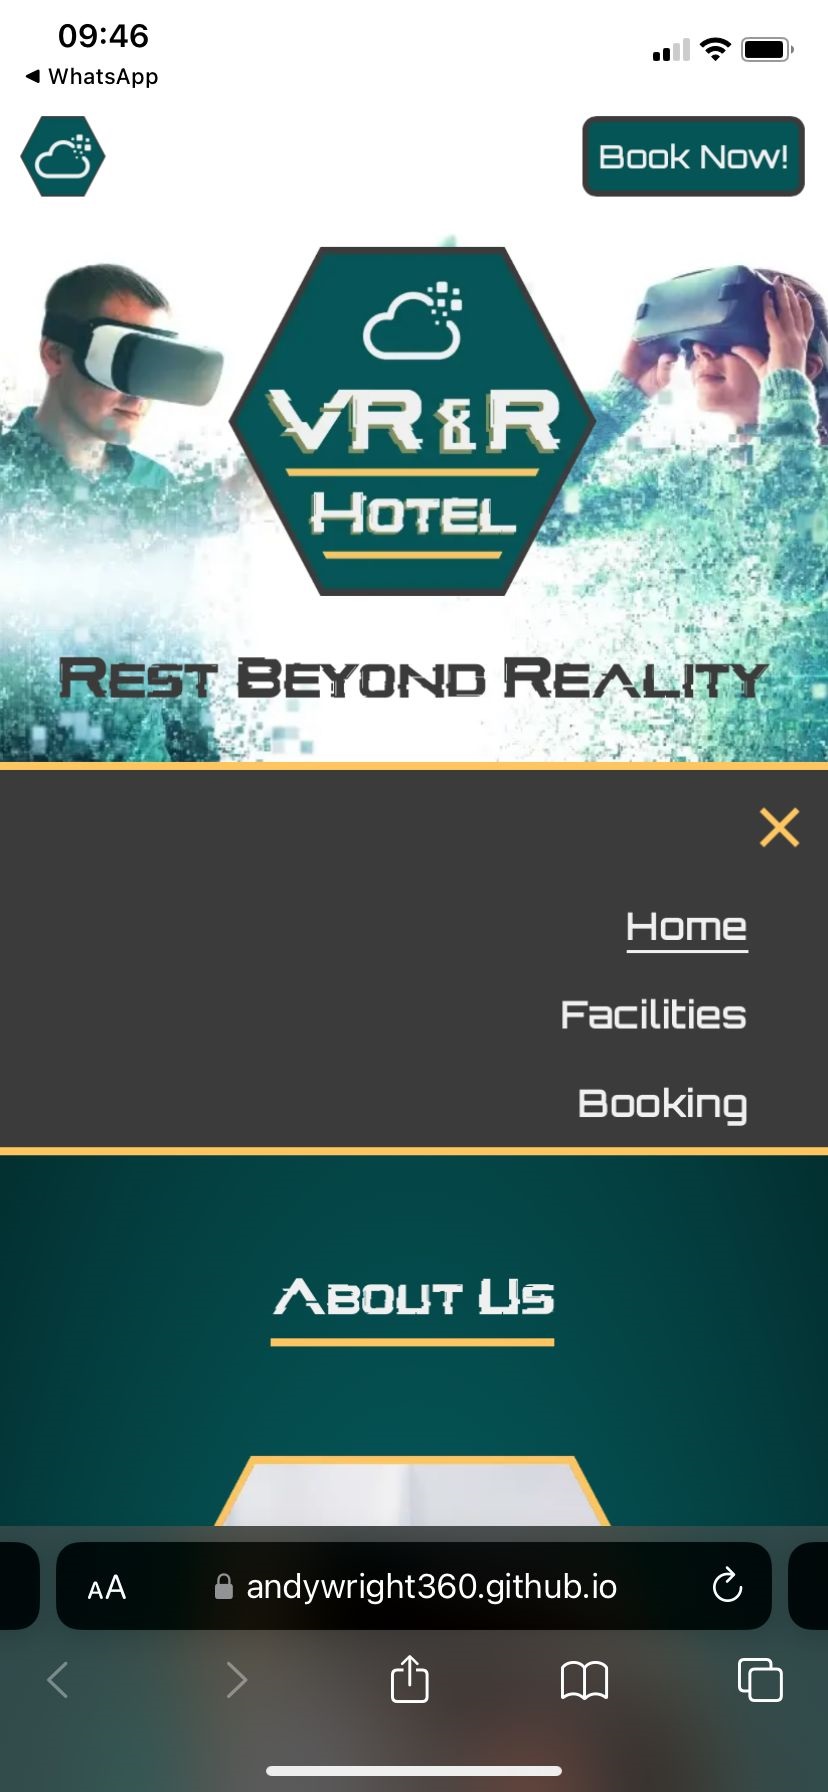 09:46
WhatsApp
Book Now!
VR&R
HOTEL
REST BEYOND REALITY
Home
Facilities
Booking
ABOUT US
AA
andywright360.github.io